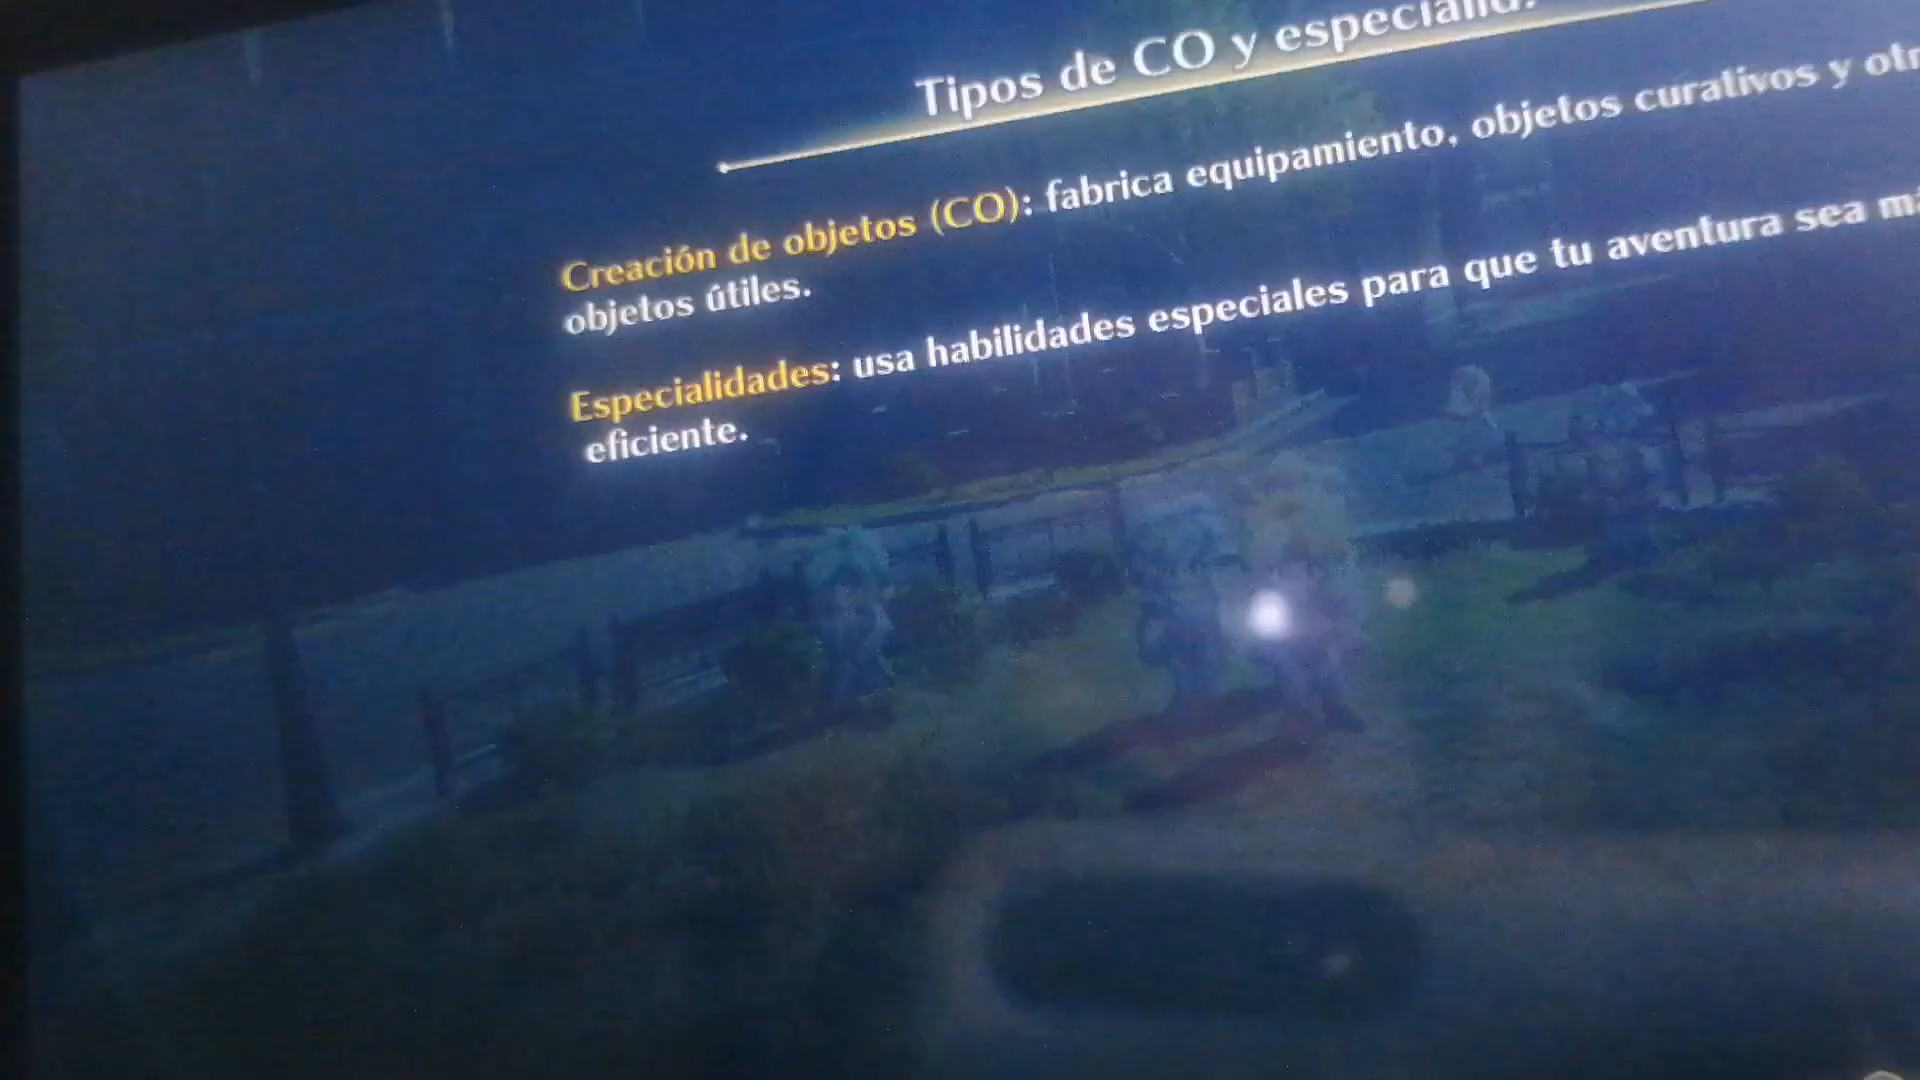 Tipos de CO y
Creación de objetos (CO): fabrica equipamiento, objetos curativos y
objetos útiles.
Especialidades: usa habilidades especiales para que tu aventura sea
eficiente.